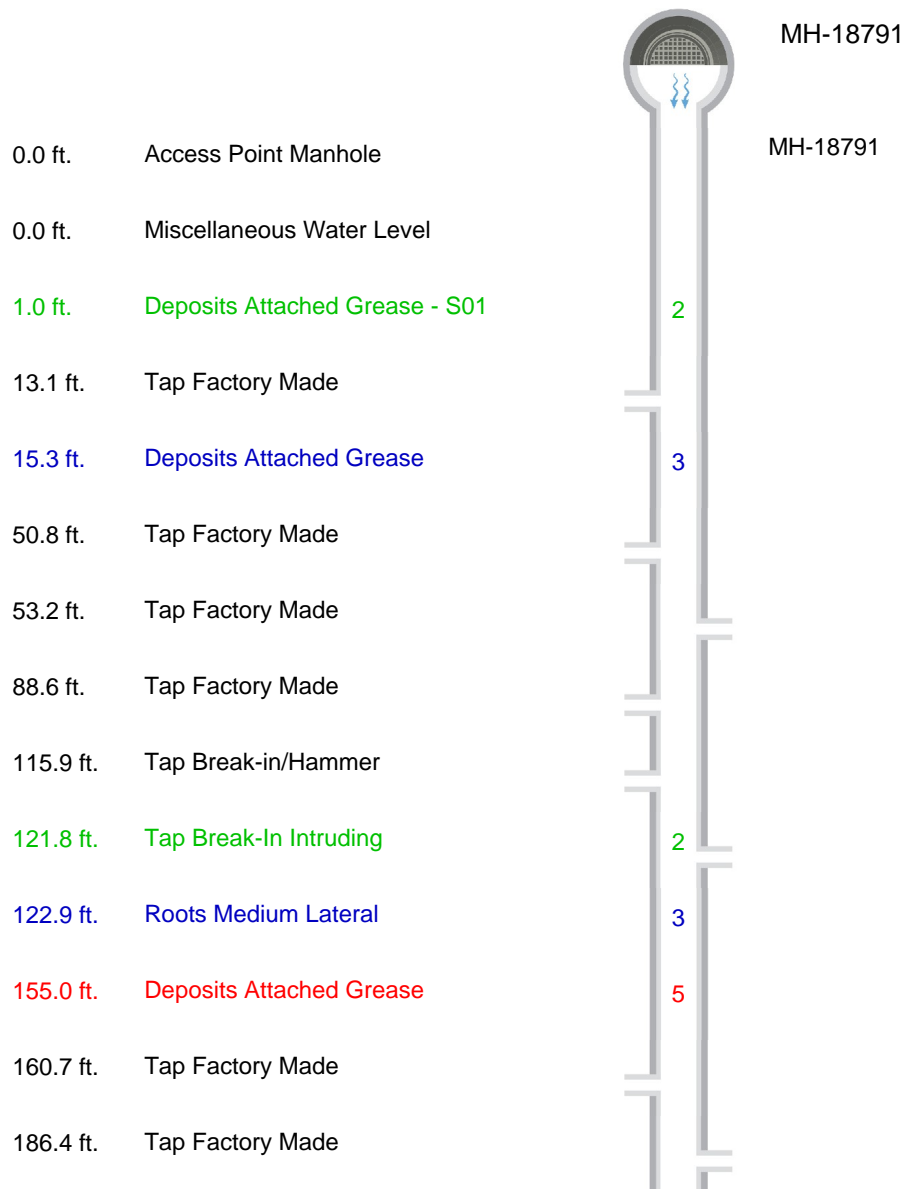 MH-18791
0.0 ft. Access Point Manhole MH-18791
0.0 ft. Miscellaneous Water Level
1.0 ft. Deposits Attached Grease - S01 2
13.1 ft. Tap Factory Made
15.3 ft. Deposits Attached Grease 3
50.8 ft. Tap Factory Made
53.2 ft. Tap Factory Made
88.6 ft. Tap Factory Made
115.9 ft. Tap Break-in/Hammer
121.8 ft. Tap Break-In Intruding 2
122.9 ft. Roots Medium Lateral 3
155.0 ft. Deposits Attached Grease 5
160.7 ft. Tap Factory Made
186.4 ft. Tap Factory Made